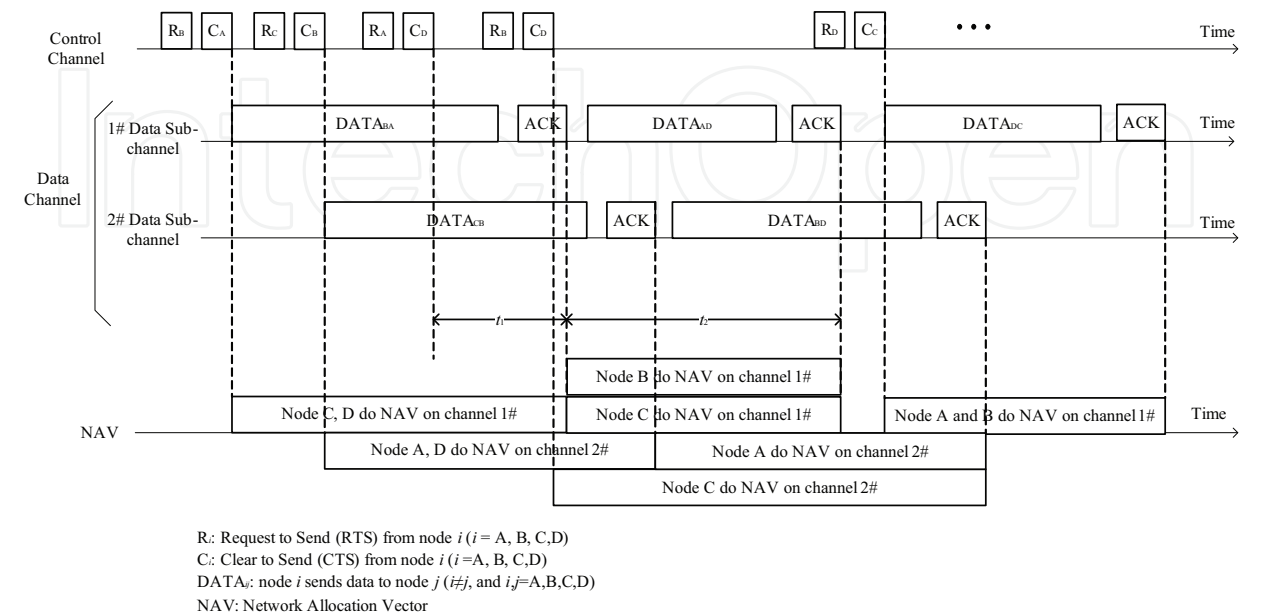 Control Channel
RB CA RC CB RA CD RB CD RD CC • • •
Time
Data Channel
1# Data Sub-
channel
DATABA ACK DATAAD ACK DATADC ACK
Time
2# Data Sub-
channel
DATACB ACK DATABD ACK
Time
t1 t2
Node B do NAV on channel 1#
Node C, D do NAV on channel 1# Node C do NAV on channel 1# Node A and B do NAV on channel 1#
NAV
Time
Node A, D do NAV on channel 2# Node A do NAV on channel 2#
Node C do NAV on channel 2#
Ri: Request to Send (RTS) from node i (i = A, B, C,D)
Ci: Clear to Send (CTS) from node i (i =A, B, C,D)
DATAij: node i sends data to node j (i≠j, and i,j=A,B,C,D)
NAV: Network Allocation Vector
IntechOpen